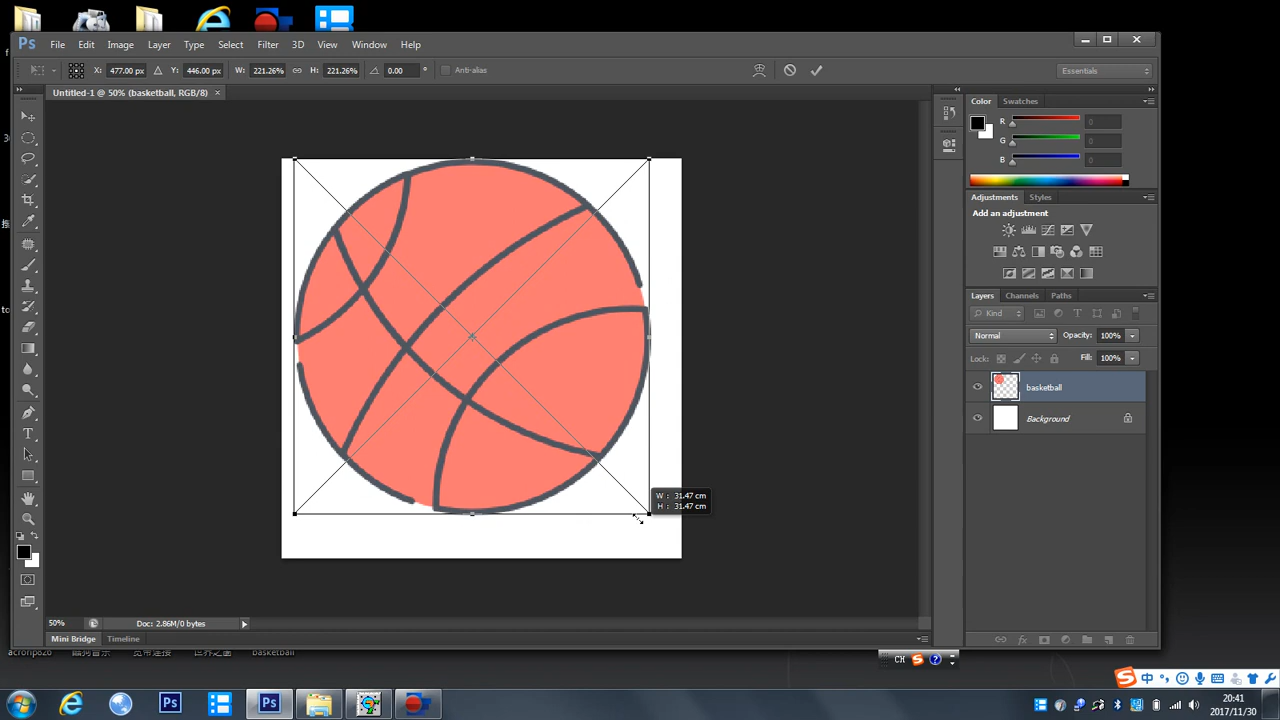 Ps File Edit Image Layer Type Select Filter 3D View Window Help
X: 477.00 px Y: 446.00 px W: 221.26% H: 221.26% 0.00 ° Anti-alias Essentials
Untitled-1 @ 50% (basketball, RGB/8) ×
Color Swatches
R 0
G 0
B 0
Adjustments Styles
Add an adjustment
Layers Channels Paths
Kind
Normal Opacity: 100%
Lock: Fill: 100%
basketball
Background
W : 31.47 cm
H : 31.47 cm
50% Doc: 2.86M/0 bytes
Mini Bridge Timeline
basketball
CH S ?
S 中
Ps Ps
20:41
2017/11/30